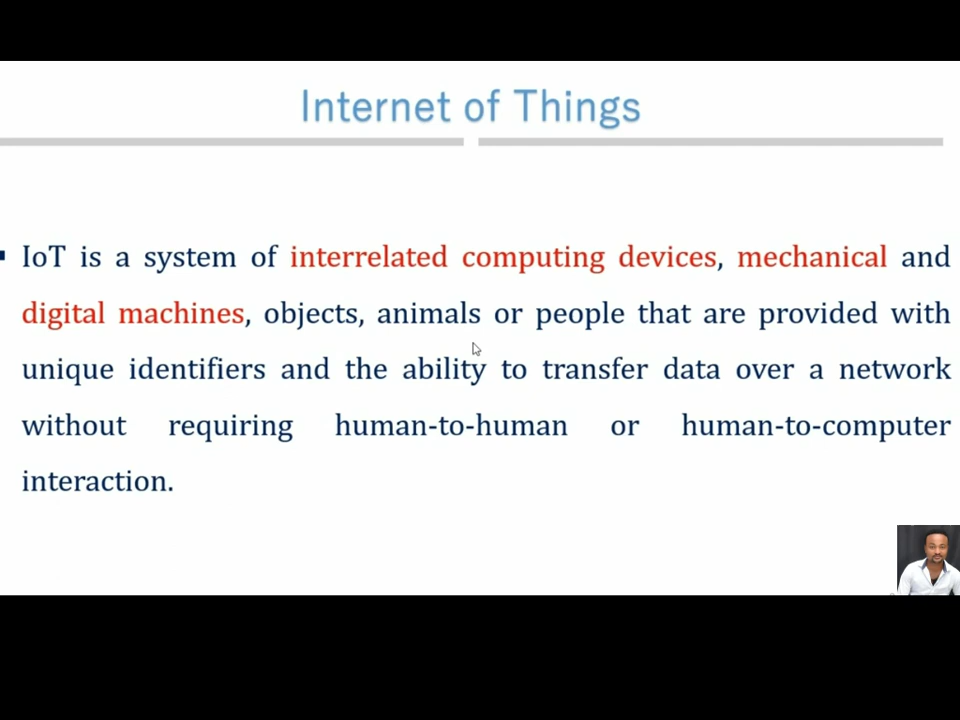 Internet of Things
IoT is a system of interrelated computing devices, mechanical and
digital machines, objects, animals or people that are provided with
unique identifiers and the ability to transfer data over a network
without requiring human-to-human or human-to-computer
interaction.